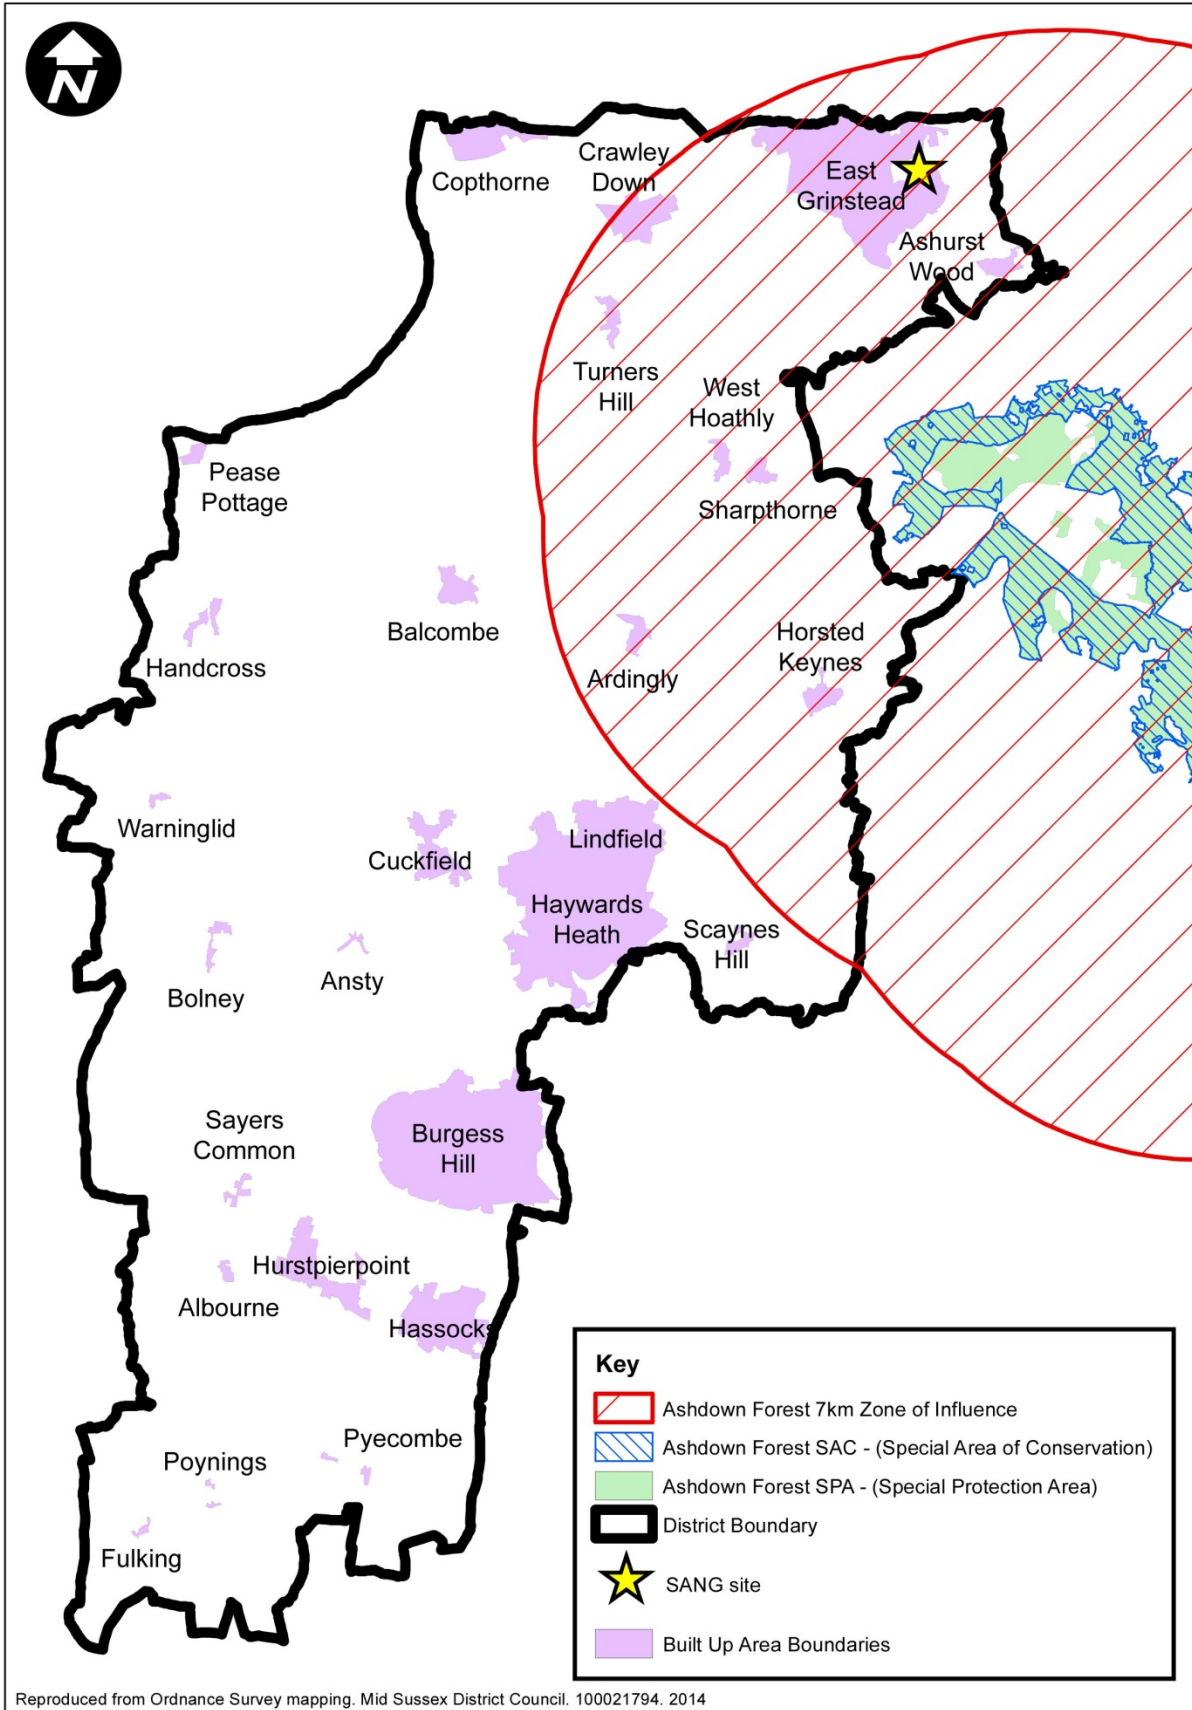 N
Copthorne
Crawley
Down
East
Grinstead
Ashurst
Wood
Turners
Hill
West
Hoathly
Sharpthorne
Pease
Pottage
Balcombe
Handcross
Ardingly
Horsted
Keynes
Warninglid
Cuckfield
Lindfield
Haywards
Heath
Scaynes
Hill
Bolney
Ansty
Sayers
Common
Burgess
Hill
Hurstpierpoint
Albourne
Hassocks
Poynings
Pyecombe
Fulking
Key
Ashdown Forest 7km Zone of Influence
Ashdown Forest SAC - (Special Area of Conservation)
Ashdown Forest SPA - (Special Protection Area)
District Boundary
SANG site
Built Up Area Boundaries
Reproduced from Ordnance Survey mapping. Mid Sussex District Council. 100021794. 2014